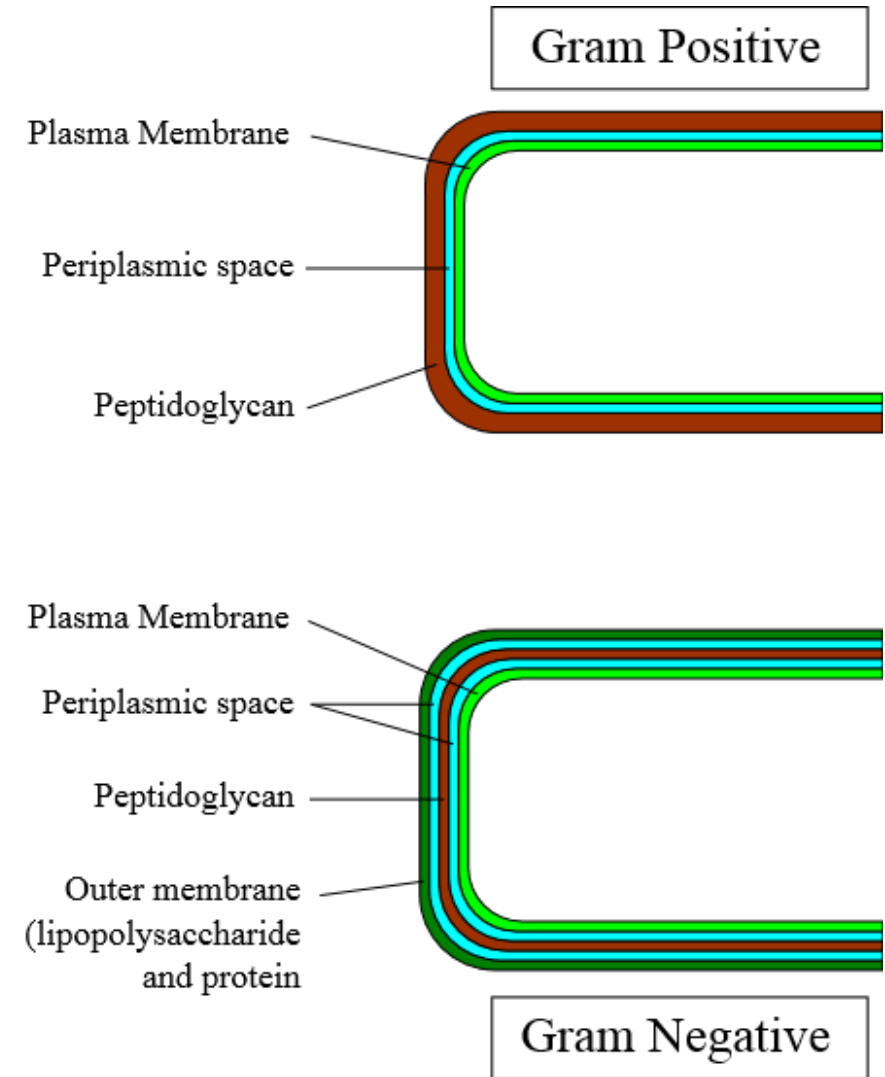 Gram Positive
Plasma Membrane
Periplasmic space
Peptidoglycan
Plasma Membrane
Periplasmic space
Peptidoglycan
Outer membrane
(lipopolysaccharide
and protein
Gram Negative